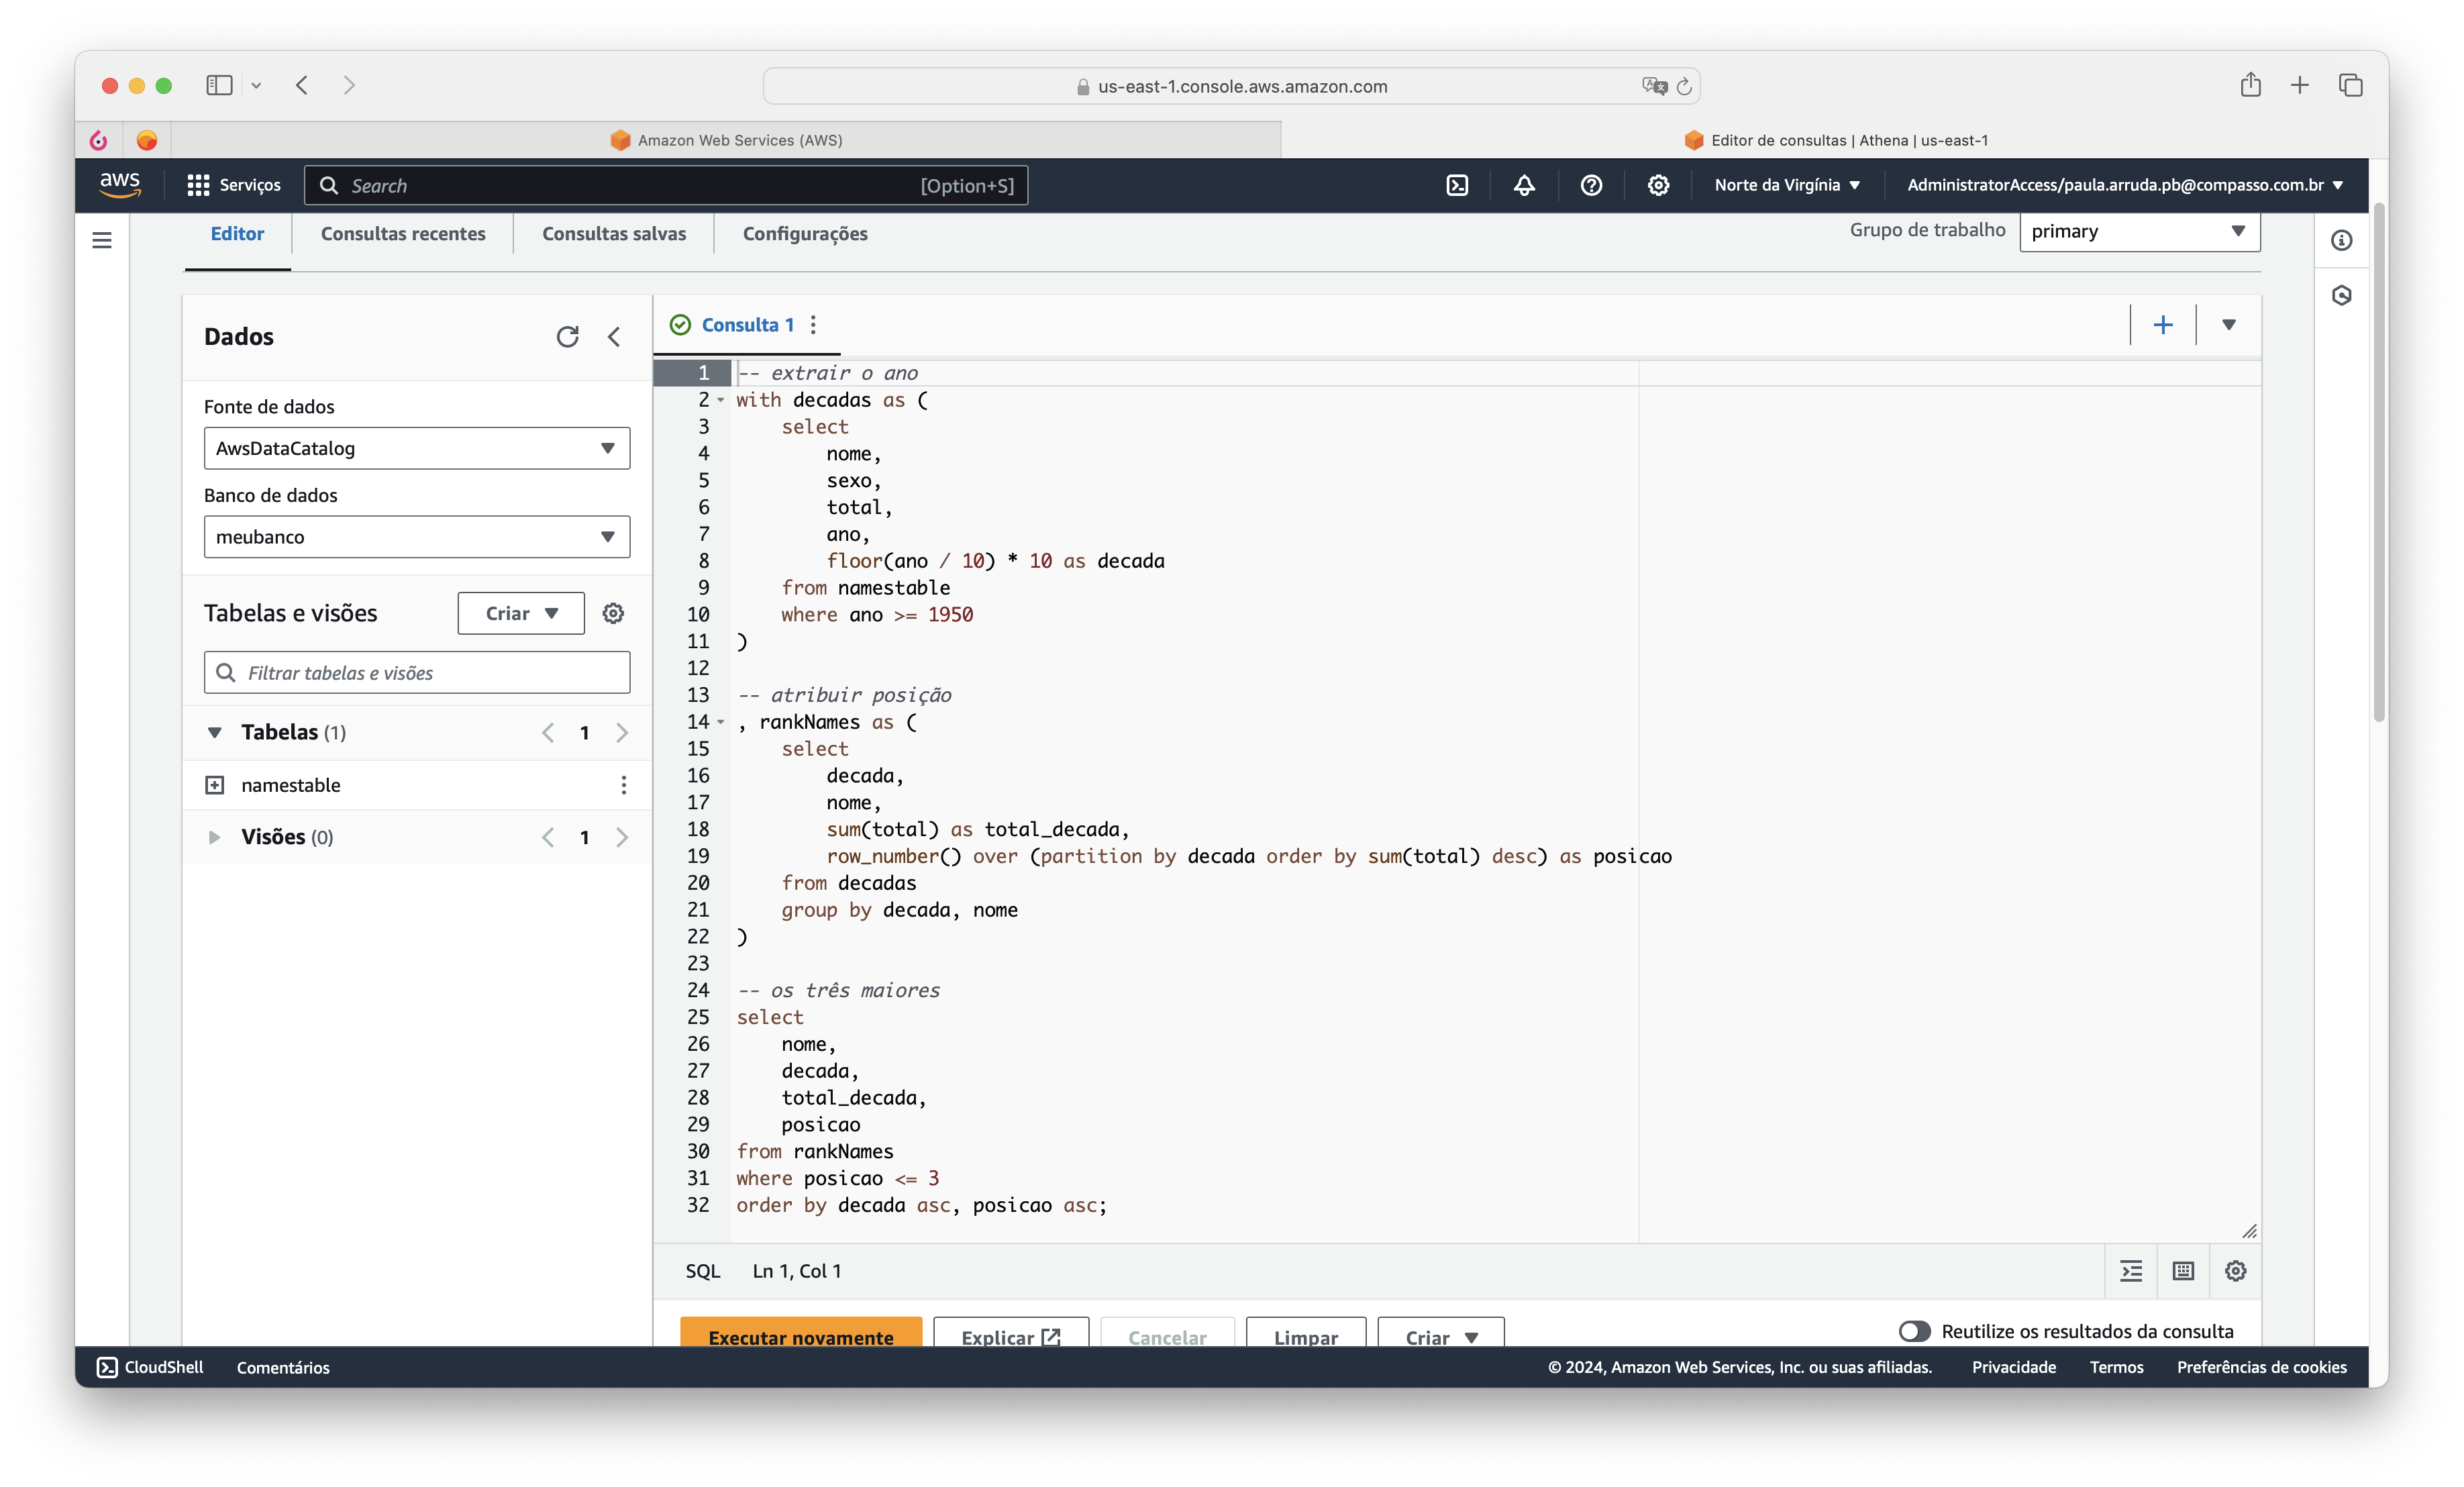 us-east-1.console.aws.amazon.com
Amazon Web Services (AWS)
Editor de consultas | Athena | us-east-1
aws
Serviços
Search
[Option+S]
Norte da Virgínia
AdministratorAccess/paula.arruda.pb@compasso.com.br
Editor
Consultas recentes
Consultas salvas
Configurações
Grupo de trabalho
primary
Dados
Fonte de dados
AwsDataCatalog
Banco de dados
meubanco
Tabelas e visões
Criar
Filtrar tabelas e visões
Tabelas (1)
1
namestable
Visões (0)
1
Consulta 1
1 -- extrair o ano
2 with decadas as (
3 select
4 nome,
5 sexo,
6 total,
7 ano,
8 floor(ano / 10) * 10 as decada
9 from namestable
10 where ano >= 1950
11 )
12
13 -- atribuir posição
14 , rankNames as (
15 select
16 decada,
17 nome,
18 sum(total) as total_decada,
19 row_number() over (partition by decada order by sum(total) desc) as posicao
20 from decadas
21 group by decada, nome
22 )
23
24 -- os três maiores
25 select
26 nome,
27 decada,
28 total_decada,
29 posicao
30 from rankNames
31 where posicao <= 3
32 order by decada asc, posicao asc;
SQL
Ln 1, Col 1
Executar novamente
Explicar
Cancelar
Limpar
Criar
Reutilize os resultados da consulta
CloudShell
Comentários
© 2024, Amazon Web Services, Inc. ou suas afiliadas.
Privacidade
Termos
Preferências de cookies